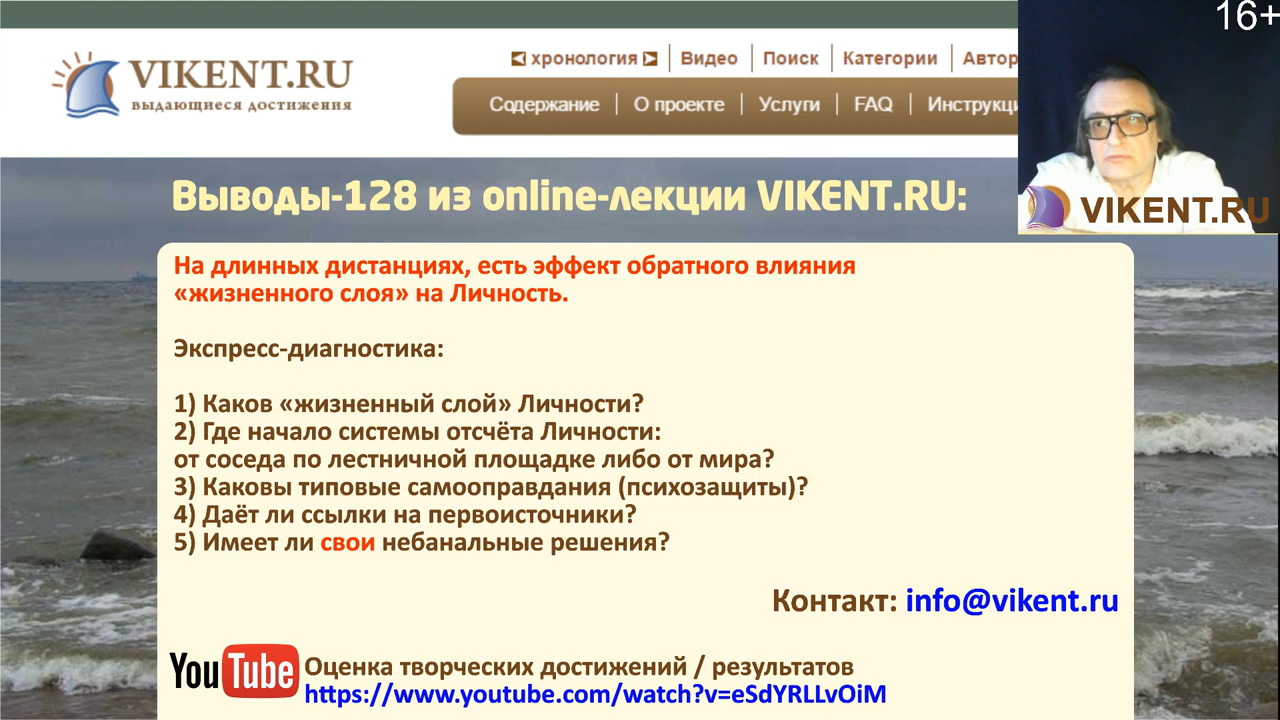 16+
VIKENT.RU
выдающиеся достижения
хронология Видео Поиск Категории Автор
Содержание О проекте Услуги FAQ Инструкци
VIKENT.RU
Выводы-128 из online-лекции VIKENT.RU:
На длинных дистанциях, есть эффект обратного влияния
«жизненного слоя» на Личность.
Экспресс-диагностика:
1) Каков «жизненный слой» Личности?
2) Где начало системы отсчёта Личности:
от соседа по лестничной площадке либо от мира?
3) Каковы типовые самооправдания (психозащиты)?
4) Даёт ли ссылки на первоисточники?
5) Имеет ли свои небанальные решения?
Контакт: info@vikent.ru
YouTube Оценка творческих достижений / результатов
https://www.youtube.com/watch?v=eSdYRLLvOiM